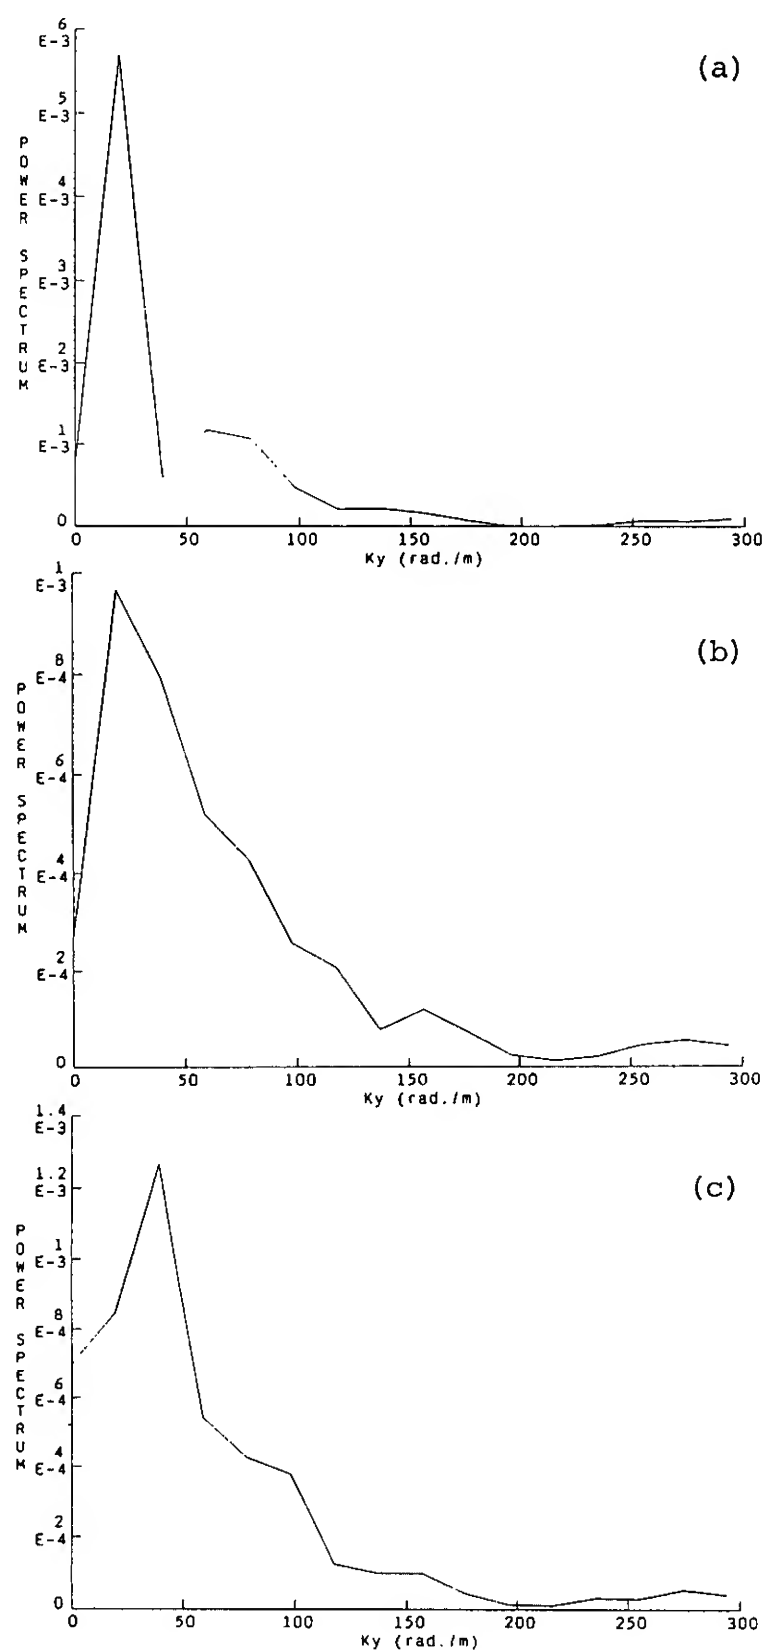 (a)
POWER SPECTRUM
6
E-3
5
E-3
4
E-3
3
E-3
2
E-3
1
E-3
0
0 50 100 150 200 250 300
Ky (rad./m)
(b)
POWER SPECTRUM
1
E-3
8
E-4
6
E-4
4
E-4
2
E-4
0
0 50 100 150 200 250 300
Ky (rad./m)
(c)
POWER SPECTRUM
1.4
E-3
1.2
E-3
1
E-3
8
E-4
6
E-4
4
E-4
2
E-4
0
0 50 100 150 200 250 300
Ky (rad./m)